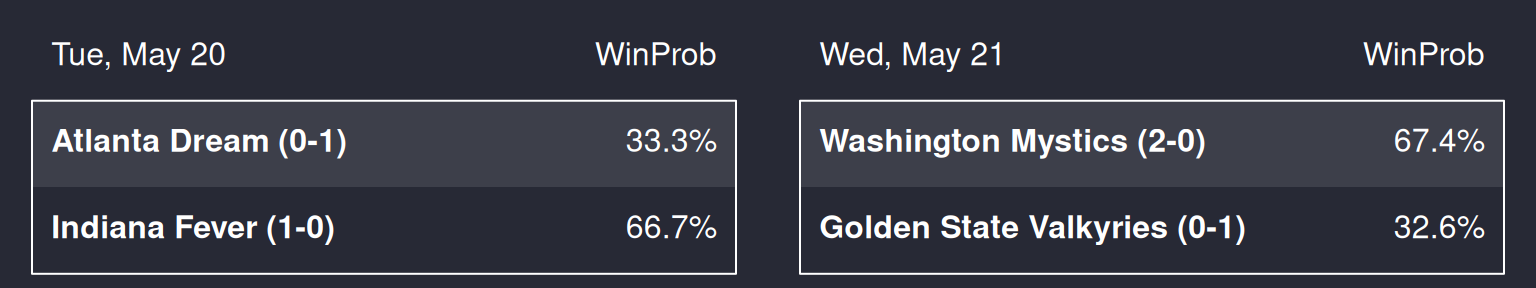 Tue, May 20 WinProb
Atlanta Dream (0-1) 33.3%
Indiana Fever (1-0) 66.7%
Wed, May 21 WinProb
Washington Mystics (2-0) 67.4%
Golden State Valkyries (0-1) 32.6%